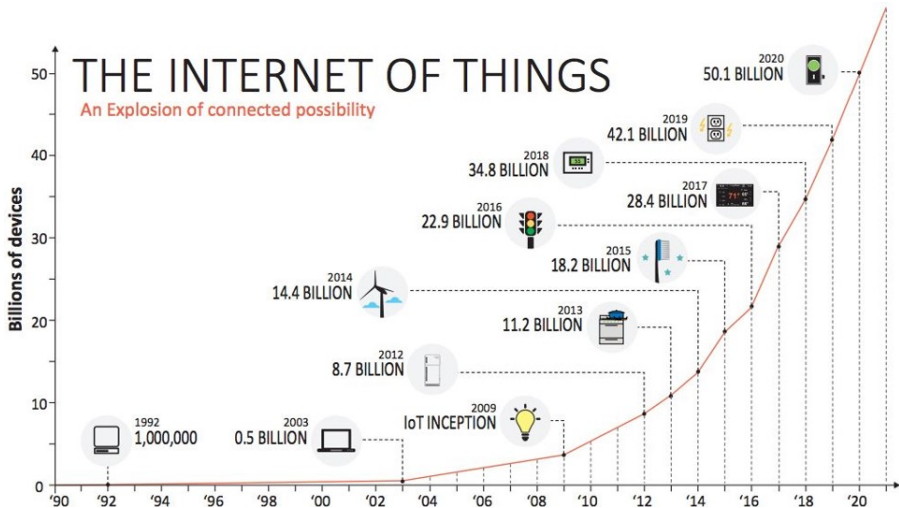 THE INTERNET OF THINGS
An Explosion of connected possibility
Billions of devices
50
40
30
20
10
0
1992
1,000,000
2003
0.5 BILLION
2009
IoT INCEPTION
2012
8.7 BILLION
2013
11.2 BILLION
2014
14.4 BILLION
2015
18.2 BILLION
2016
22.9 BILLION
2017
28.4 BILLION
2018
34.8 BILLION
2019
42.1 BILLION
2020
50.1 BILLION
71°
'90 '92 '94 '96 '98 '00 '02 '04 '06 '08 '10 '12 '14 '16 '18 '20